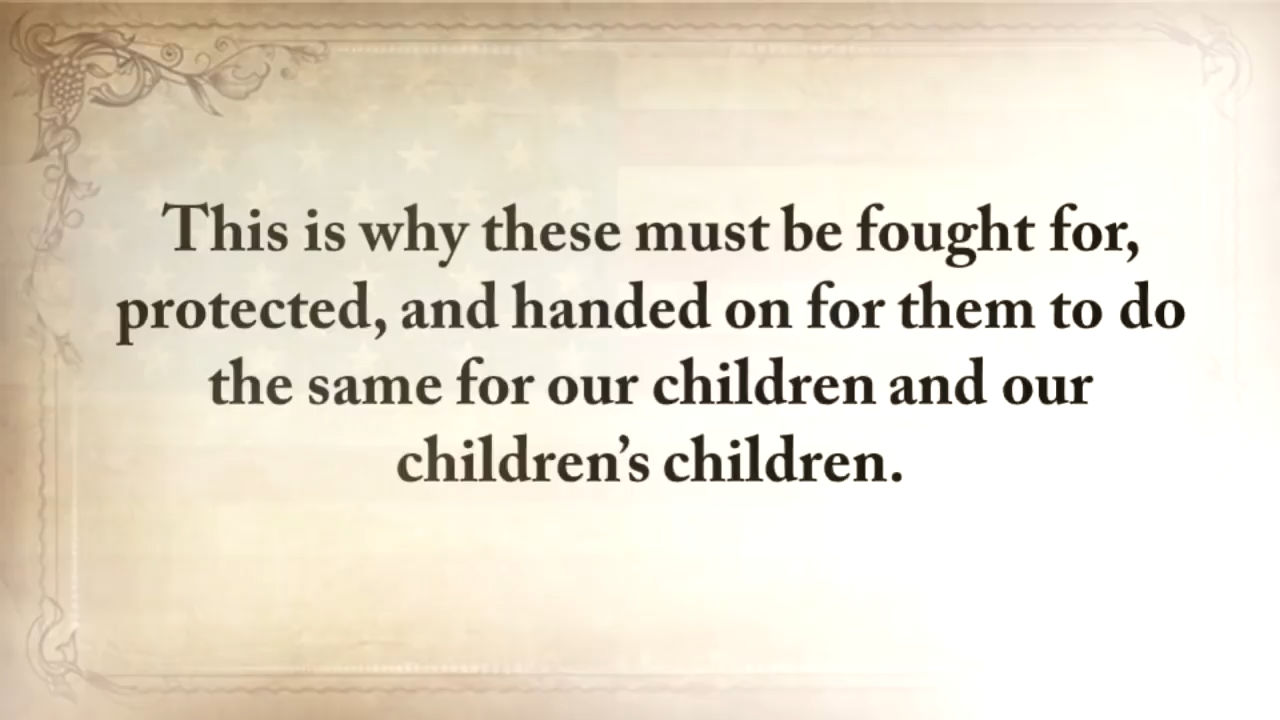 This is why these must be fought for,
protected, and handed on for them to do
the same for our children and our
children’s children.